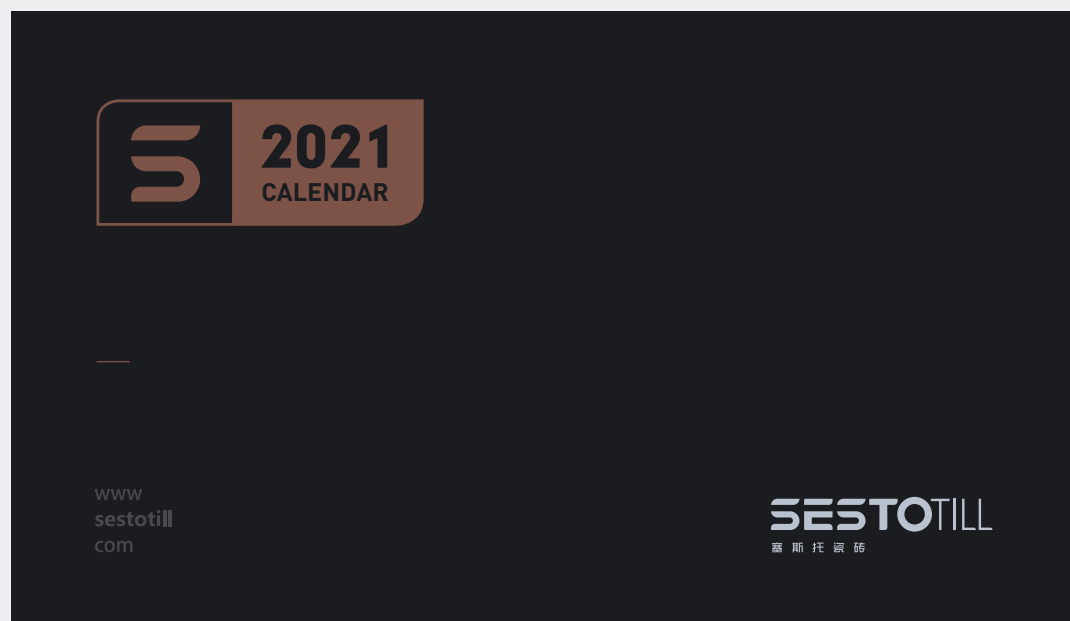 S
2021
CALENDAR
www
sestotill
com
SESTOTILL
塞斯托瓷砖